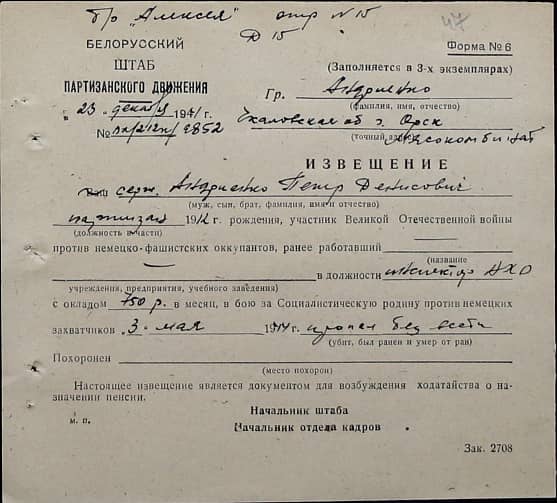 бр "Алексея" отр N 15
Д 15
47
БЕЛОРУССКИЙ
ШТАБ
ПАРТИЗАНСКОГО ДВИЖЕНИЯ
Форма № 6
(Заполняется в 3-х экземплярах)
"23" декабря 194 г.
Гр. Андриенко
(фамилия, имя, отчество)
№ 9852
Чкаловская об г. Орск
(точный адрес) Мясокомбинат
ИЗВЕЩЕНИЕ
Ваш серж. Андриенко Петр Денисович
(муж, сын, брат, фамилия, имя и отчество)
партизан 1912 г. рождения, участник Великой Отечественной войны
(должность в части)
против немецко-фашистских оккупантов, ранее работавший —
(название
— в должности инспектор АХО
учреждения, предприятия, учебного заведения)
с окладом 750 р. в месяц, в бою за Социалистическую родину против немецких
захватчиков "3" мая 1944 г. пропал без вести
(убит, был ранен и умер от ран)
Похоронен
(место похорон)
Настоящее извещение является документом для возбуждения ходатайства о на-
значении пенсии.
Начальник штаба
м. п.
Начальник отдела кадров
Зак. 2708